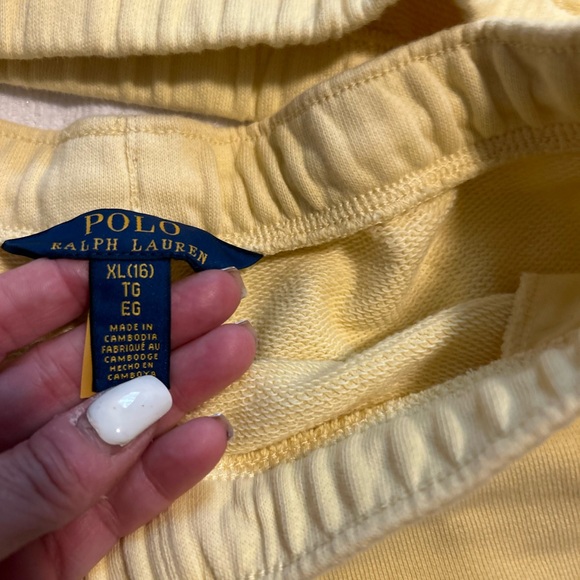 POLO
RALPH LAUREN
XL(16)
TG
EG
MADE IN
CAMBODIA
FABRIQUÉ AU
CAMBODGE
HECHO EN
CAMBOYA